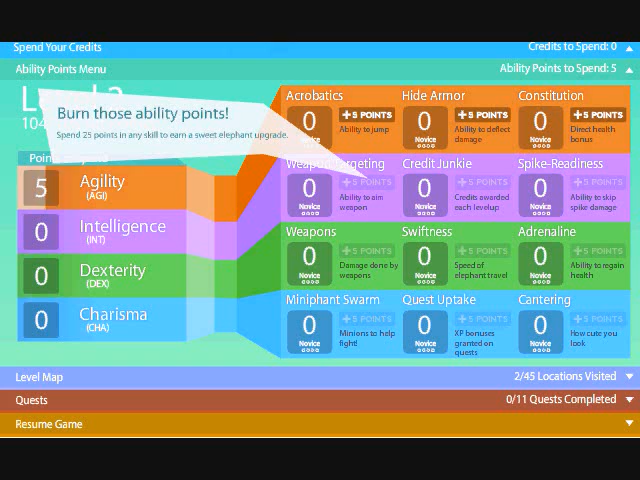 Spend Your Credits
Credits to Spend: 0
Ability Points Menu
Ability Points to Spend: 5
Burn those ability points!
Spend 25 points in any skill to earn a sweet elephant upgrade.
5
Agility
(AGI)
0
Intelligence
(INT)
0
Dexterity
(DEX)
0
Charisma
(CHA)
Acrobatics
0
Novice
+5 POINTS
Ability to jump
Hide Armor
0
Novice
+5 POINTS
Ability to deflect
damage
Constitution
0
Novice
+5 POINTS
Direct health
bonus
Targeting
0
Novice
+5 POINTS
Ability to aim
weapon
Credit Junkie
0
Novice
+5 POINTS
Credits awarded
each levelup
Spike-Readiness
0
Novice
+5 POINTS
Ability to skip
spike damage
Weapons
0
Novice
+5 POINTS
Damage done by
weapons
Swiftness
0
Novice
+5 POINTS
Speed of
elephant travel
Adrenaline
0
Novice
+5 POINTS
Ability to regain
health
Miniphant Swarm
0
Novice
+5 POINTS
Minions to help
fight!
Quest Uptake
0
Novice
+5 POINTS
XP bonuses
granted on
quests
Cantering
0
Novice
+5 POINTS
How cute you
look
Level Map
2/45 Locations Visited
Quests
0/11 Quests Completed
Resume Game